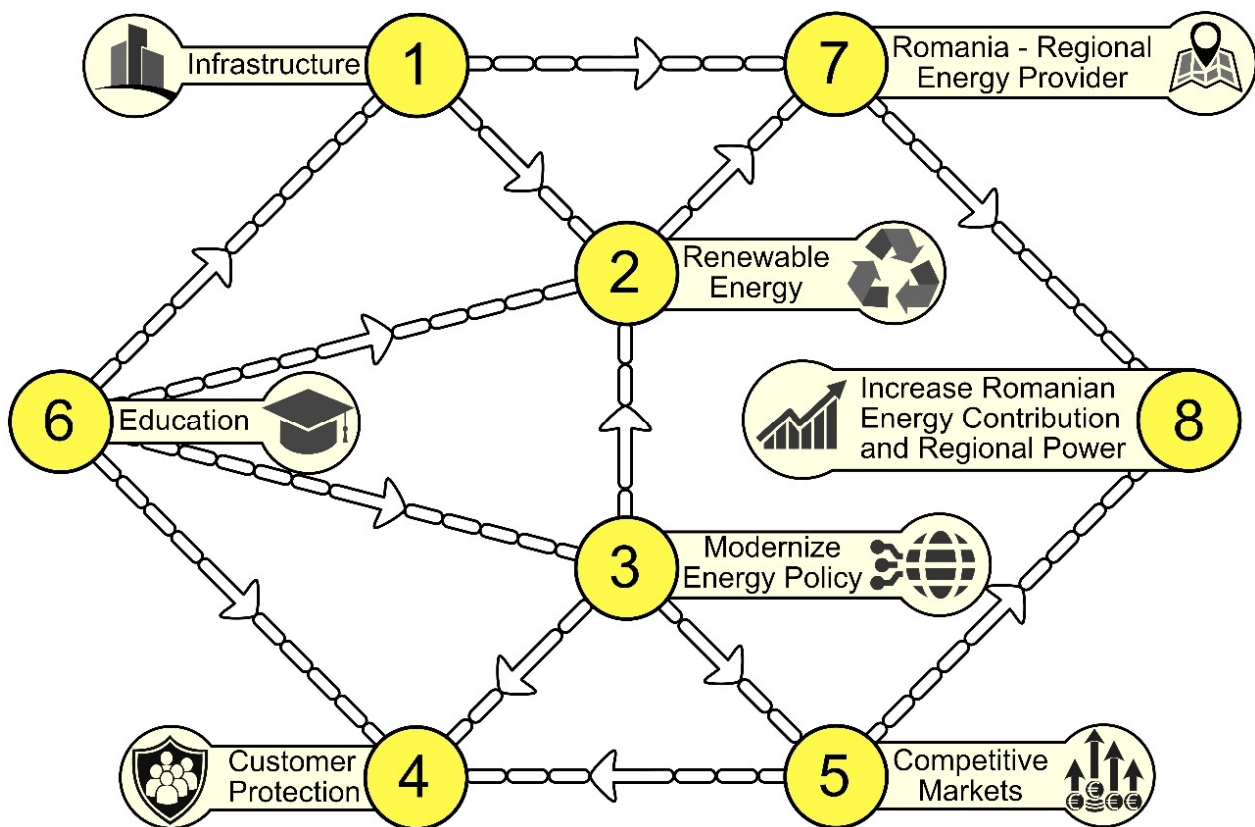 Infrastructure
1
7
Romania - Regional
Energy Provider
2
Renewable
Energy
6
Education
Increase Romanian
Energy Contribution
and Regional Power
8
3
Modernize
Energy Policy
Customer
Protection
4
5
Competitive
Markets